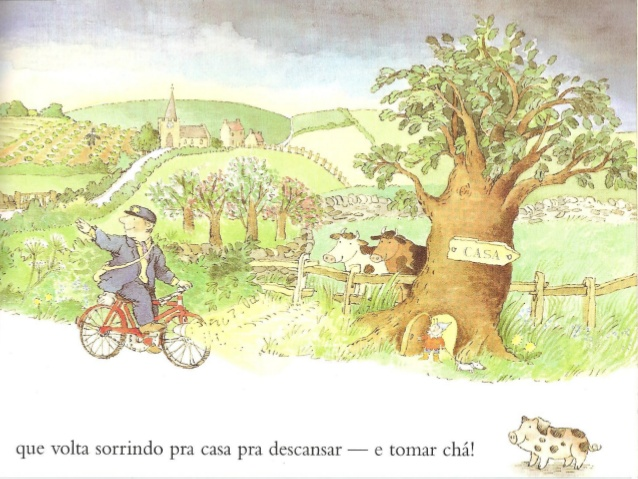 CASA
que volta sorrindo pra casa pra descansar — e tomar chá!